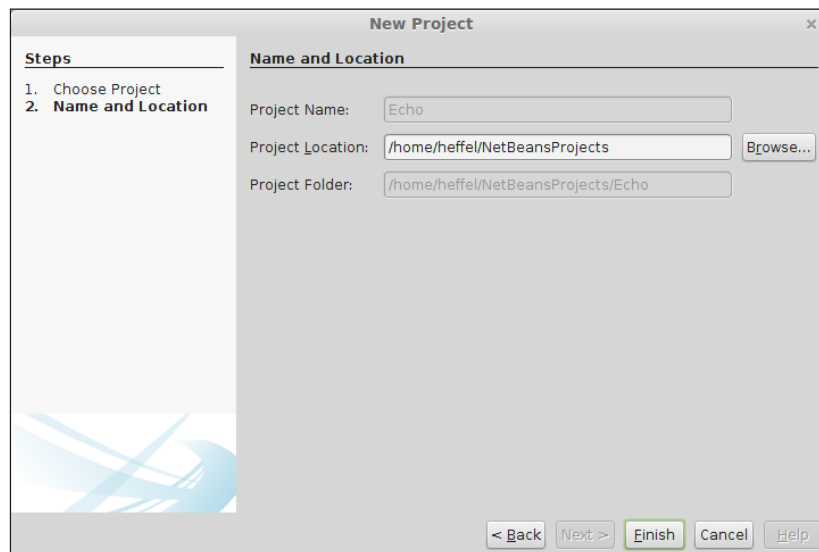 New Project
Steps
1. Choose Project
2. Name and Location
Name and Location
Project Name: Echo
Project Location: /home/heffel/NetBeansProjects Browse...
Project Folder: /home/heffel/NetBeansProjects/Echo
< Back Next > Finish Cancel Help